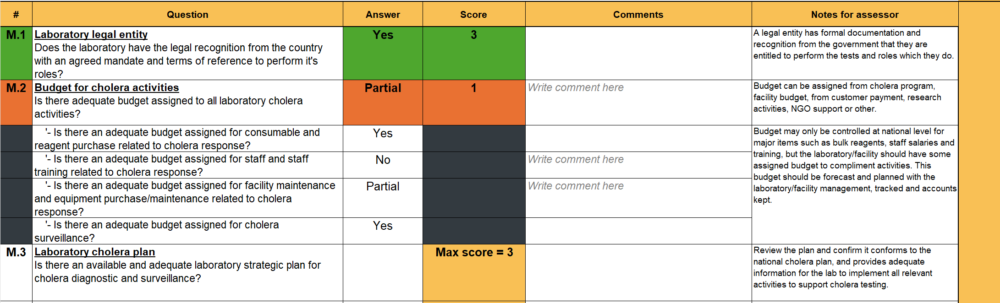 #
Question
Answer
Score
Comments
Notes for assessor
M.1
Laboratory legal entity
Does the laboratory have the legal recognition from the country
with an agreed mandate and terms of reference to perform it's
roles?
Yes
3
A legal entity has formal documentation and
recognition from the government that they are
entitled to perform the tests and roles which they do.
M.2
Budget for cholera activities
Is there adequate budget assigned to all laboratory cholera
activities?
Partial
1
Write comment here
Budget can be assigned from cholera program,
facility budget, from customer payment, research
activities, NGO support or other.
'- Is there an adequate budget assigned for consumable and
reagent purchase related to cholera response?
Yes
Budget may only be controlled at national level for
major items such as bulk reagents, staff salaries and
training, but the laboratory/facility should have some
assigned budget to compliment activities. This
budget should be forecast and planned with the
laboratory/facility management, tracked and accounts
kept.
'- Is there an adequate budget assigned for staff and staff
training related to cholera response?
No
Write comment here
'- Is there an adequate budget assigned for facility maintenance
and equipment purchase/maintenance related to cholera
response?
Partial
Write comment here
'- Is there an adequate budget assigned for cholera
surveillance?
Yes
M.3
Laboratory cholera plan
Is there an available and adequate laboratory strategic plan for
cholera diagnostic and surveillance?
Max score = 3
Review the plan and confirm it conforms to the
national cholera plan, and provides adequate
information for the lab to implement all relevant
activities to support cholera testing.